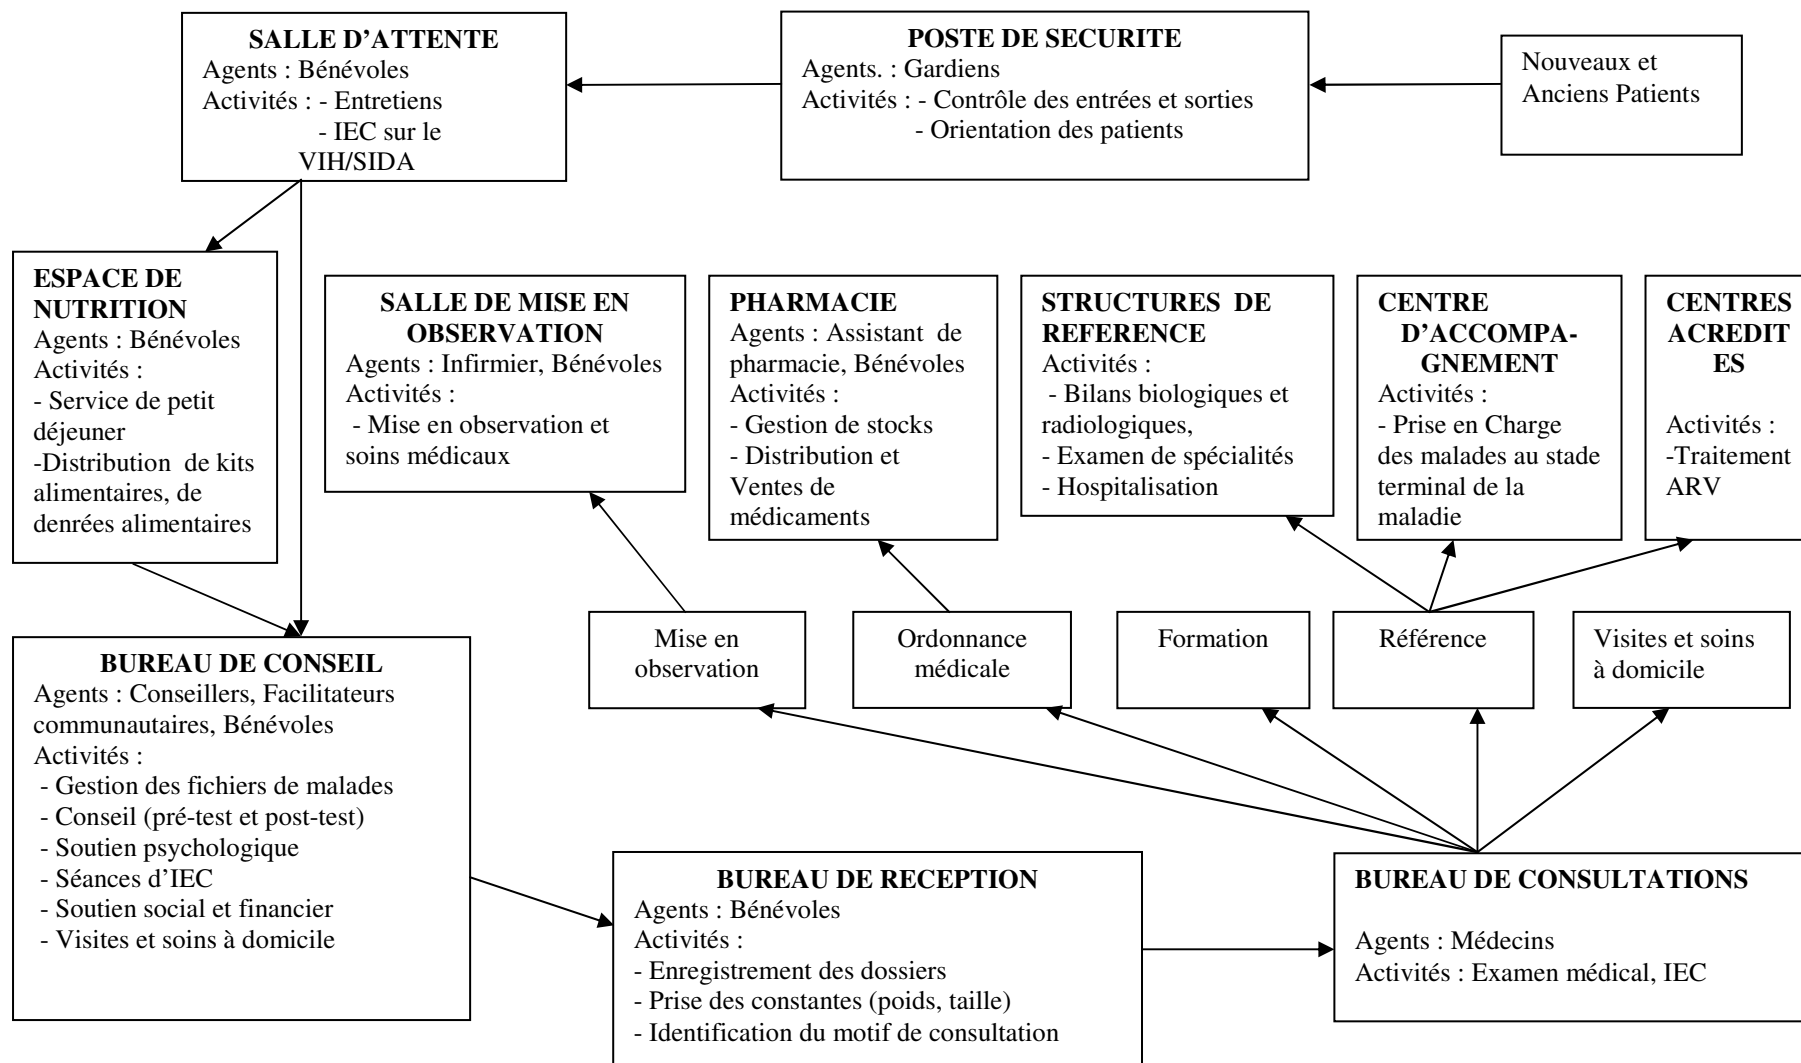 SALLE D’ATTENTE
Agents : Bénévoles
Activités : - Entretiens
- IEC sur le
VIH/SIDA
POSTE DE SECURITE
Agents. : Gardiens
Activités : - Contrôle des entrées et sorties
- Orientation des patients
Nouveaux et
Anciens Patients
ESPACE DE
NUTRITION
Agents : Bénévoles
Activités :
- Service de petit
déjeuner
-Distribution de kits
alimentaires, de
denrées alimentaires
SALLE DE MISE EN
OBSERVATION
Agents : Infirmier, Bénévoles
Activités :
- Mise en observation et
soins médicaux
PHARMACIE
Agents : Assistant de
pharmacie, Bénévoles
Activités :
- Gestion de stocks
- Distribution et
Ventes de
médicaments
STRUCTURES DE
REFERENCE
Activités :
- Bilans biologiques et
radiologiques,
- Examen de spécialités
- Hospitalisation
CENTRE
D’ACCOMPA-
GNEMENT
Activités :
- Prise en Charge
des malades au stade
terminal de la
maladie
CENTRES
ACREDIT
ES
Activités :
-Traitement
ARV
Mise en
observation
Ordonnance
médicale
Formation
Référence
Visites et soins
à domicile
BUREAU DE CONSEIL
Agents : Conseillers, Facilitateurs
communautaires, Bénévoles
Activités :
- Gestion des fichiers de malades
- Conseil (pré-test et post-test)
- Soutien psychologique
- Séances d’IEC
- Soutien social et financier
- Visites et soins à domicile
BUREAU DE RECEPTION
Agents : Bénévoles
Activités :
- Enregistrement des dossiers
- Prise des constantes (poids, taille)
- Identification du motif de consultation
BUREAU DE CONSULTATIONS
Agents : Médecins
Activités : Examen médical, IEC